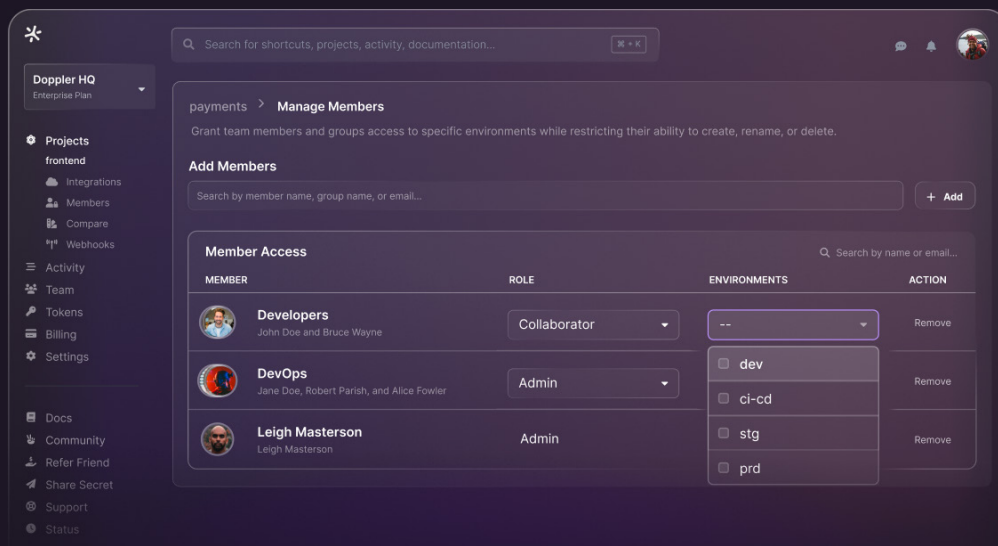 Search for shortcuts, projects, activity, documentation...
⌘ + K
Doppler HQ
Enterprise Plan
Projects
frontend
Integrations
Members
Compare
Webhooks
Activity
Team
Tokens
Billing
Settings
Docs
Community
Refer Friend
Share Secret
Support
Status
payments > Manage Members
Grant team members and groups access to specific environments while restricting their ability to create, rename, or delete.
Add Members
Search by member name, group name, or email...
+ Add
Member Access
Search by name or email...
MEMBER ROLE ENVIRONMENTS ACTION
Developers
John Doe and Bruce Wayne
Collaborator
--
Remove
DevOps
Jane Doe, Robert Parish, and Alice Fowler
Admin
Remove
Leigh Masterson
Leigh Masterson
Admin
Remove
dev
ci-cd
stg
prd